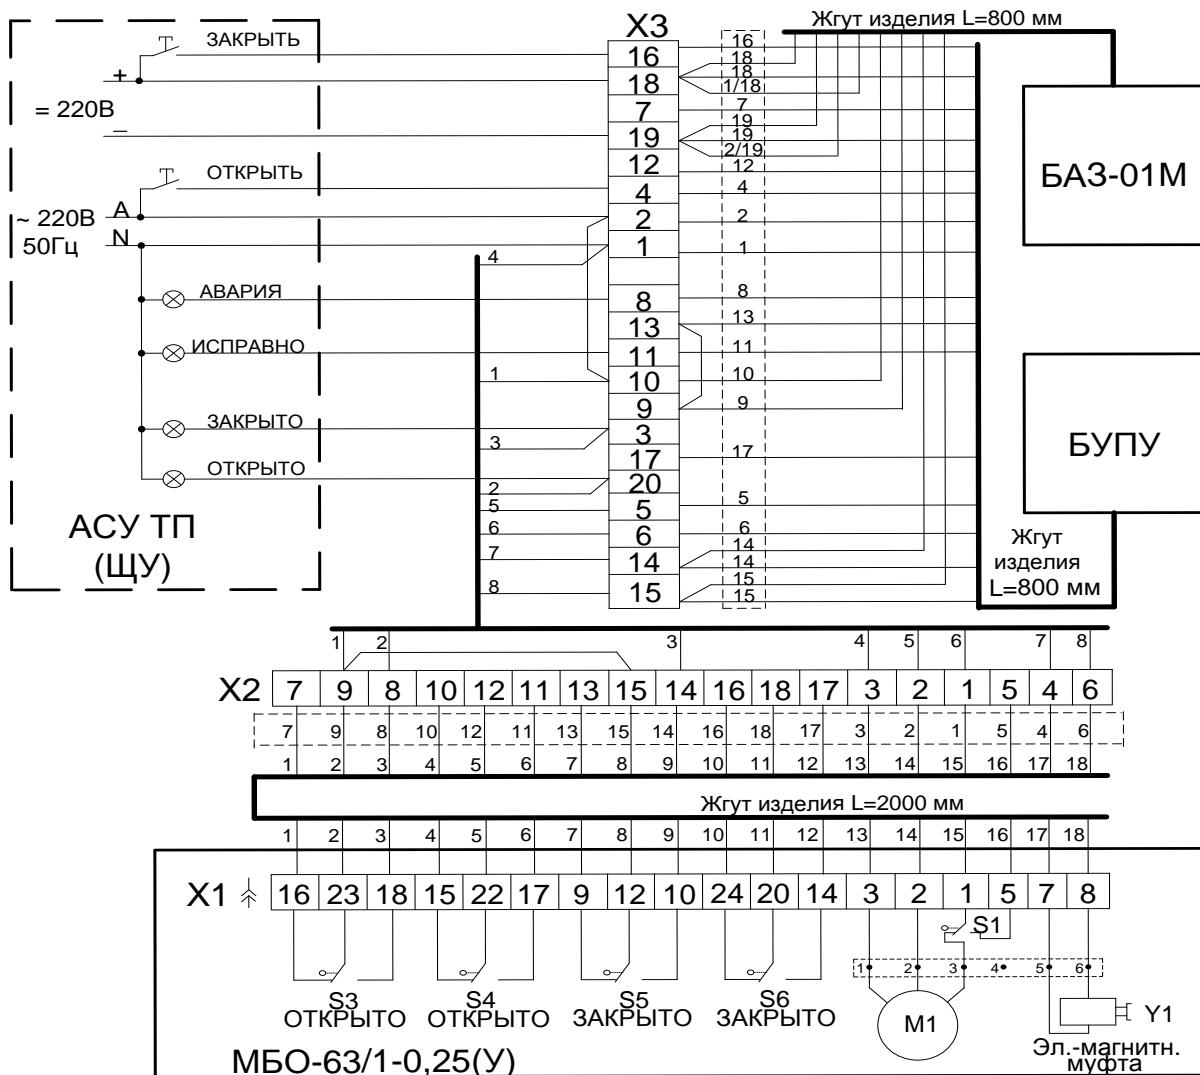 Жгут изделия L=800 мм
ЗАКРЫТЬ
+
= 220В
–
ОТКРЫТЬ
~ 220В
50Гц
A
N
АВАРИЯ
ИСПРАВНО
ЗАКРЫТО
ОТКРЫТО
АСУ ТП
(ЩУ)
X3
16
18
7
19
12
4
2
1
8
13
11
10
9
3
17
20
5
6
14
15
16
18
18
1/18
7
19
19
2/19
12
4
2
1
8
13
11
10
9
17
5
6
14
14
15
15
4
1
3
2
5
6
7
8
БАЗ-01М
БУПУ
Жгут
изделия
L=800 мм
1 2 3 4 5 6 7 8
X2 7 9 8 10 12 11 13 15 14 16 18 17 3 2 1 5 4 6
7 9 8 10 12 11 13 15 14 16 18 17 3 2 1 5 4 6
1 2 3 4 5 6 7 8 9 10 11 12 13 14 15 16 17 18
Жгут изделия L=2000 мм
1 2 3 4 5 6 7 8 9 10 11 12 13 14 15 16 17 18
X1 16 23 18 15 22 17 9 12 10 24 20 14 3 2 1 5 7 8
S1
1 2 3 4 5 6
S3
ОТКРЫТО
S4
ОТКРЫТО
S5
ЗАКРЫТО
S6
ЗАКРЫТО
М1
Y1
Эл.-магнитн.
муфта
МБО-63/1-0,25(У)